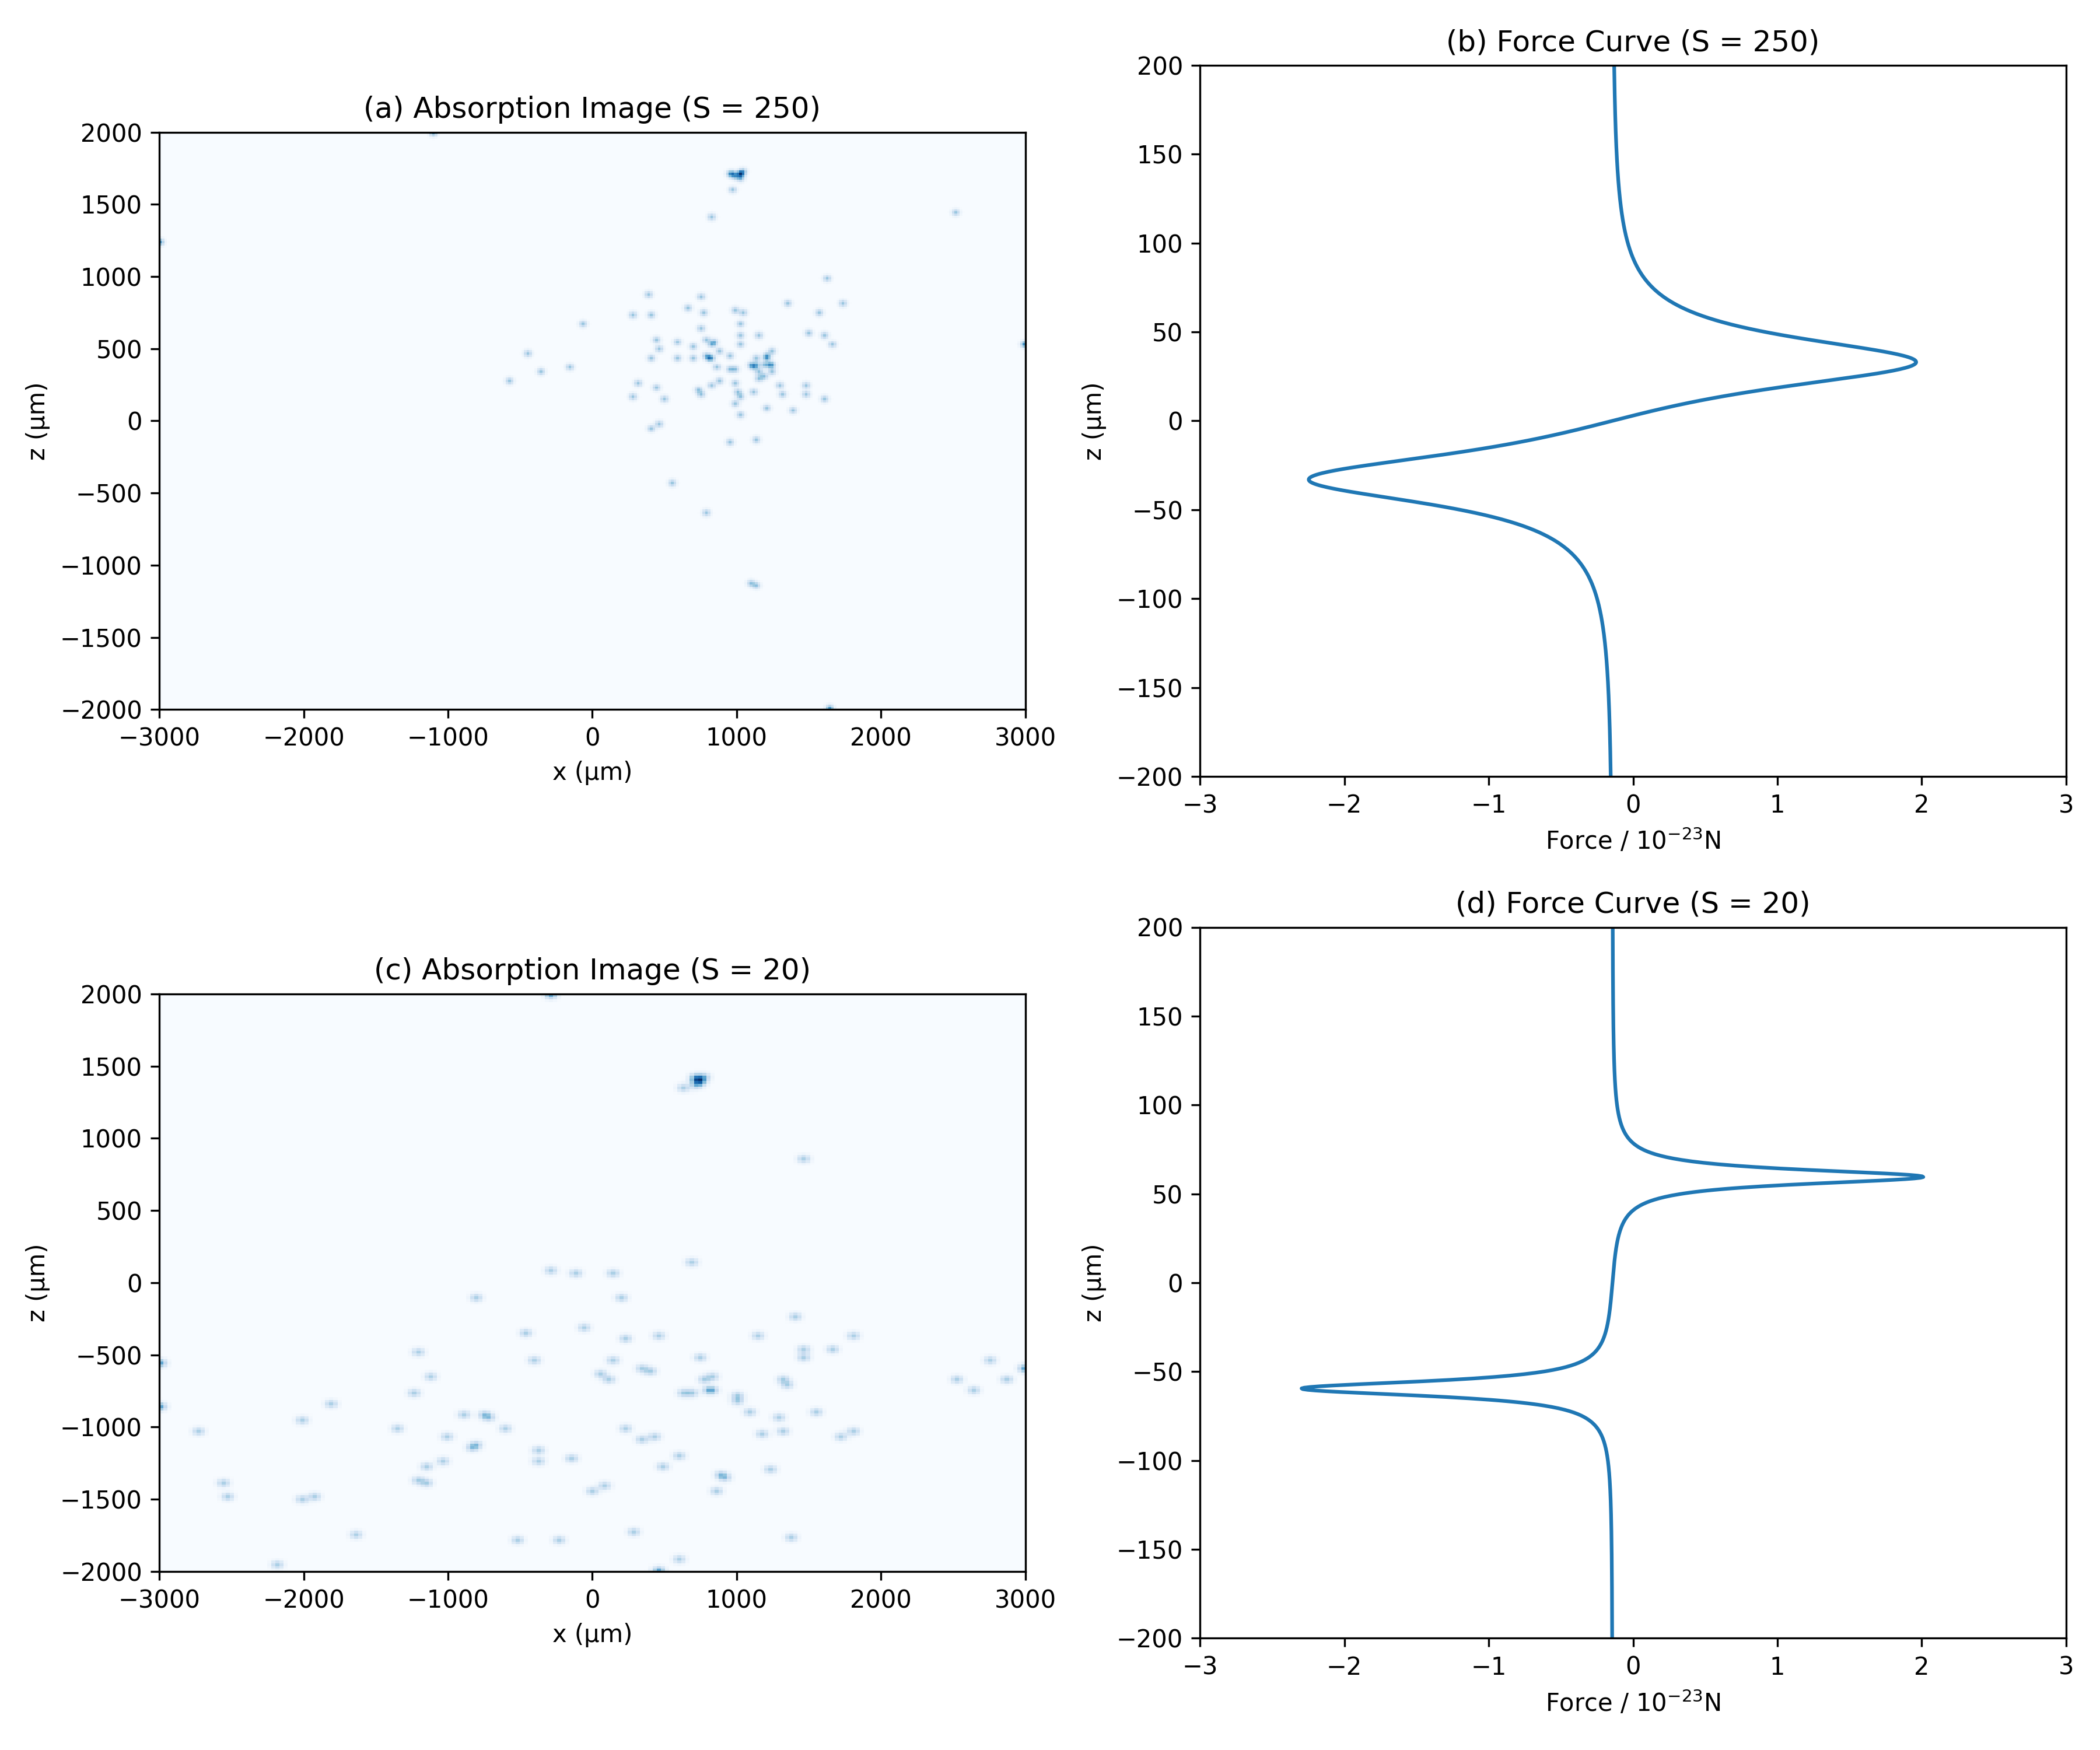 (a) Absorption Image (S = 250)
2000
1500
1000
500
0
−500
−1000
−1500
−2000
z (μm)
−3000 −2000 −1000 0 1000 2000 3000
x (μm)
(b) Force Curve (S = 250)
200
150
100
50
0
−50
−100
−150
−200
z (μm)
−3 −2 −1 0 1 2 3
Force / 10⁻²³N
(c) Absorption Image (S = 20)
2000
1500
1000
500
0
−500
−1000
−1500
−2000
z (μm)
−3000 −2000 −1000 0 1000 2000 3000
x (μm)
(d) Force Curve (S = 20)
200
150
100
50
0
−50
−100
−150
−200
z (μm)
−3 −2 −1 0 1 2 3
Force / 10⁻²³N